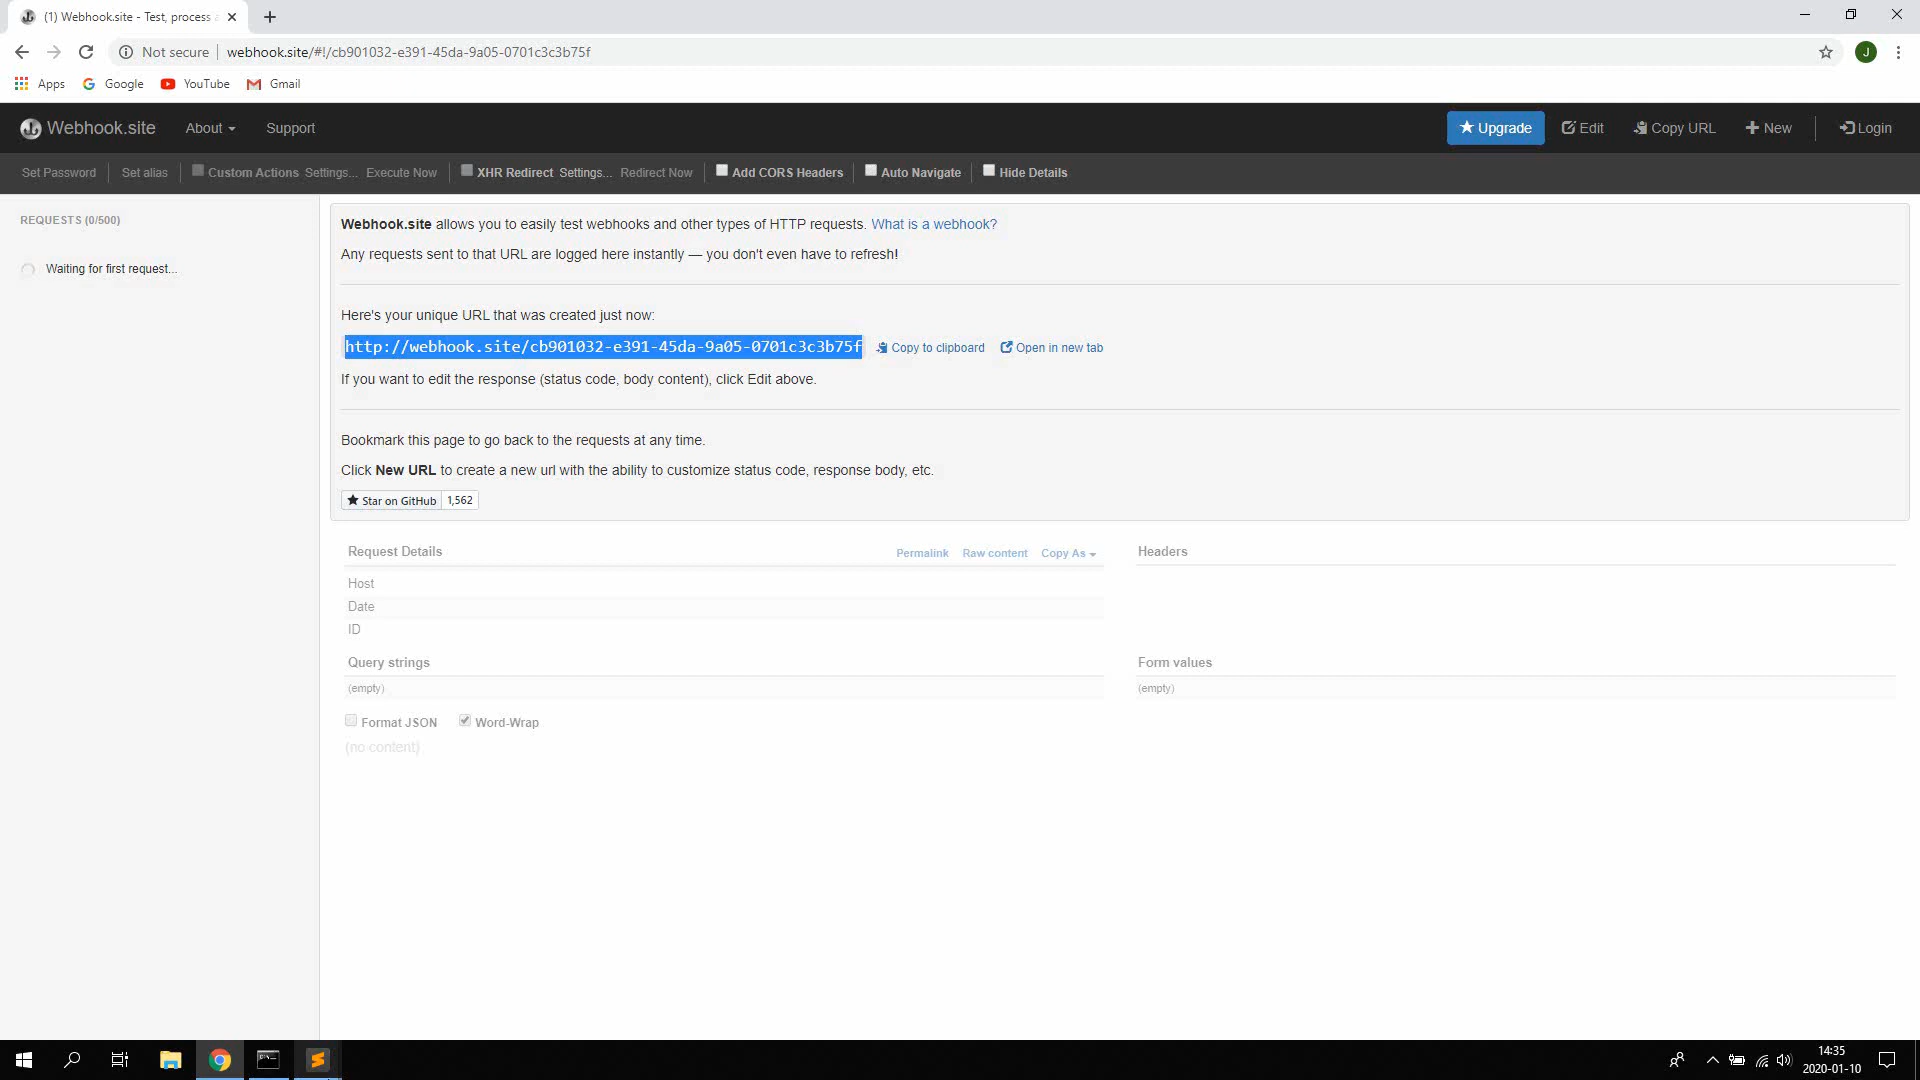 (1) Webhook.site - Test, process a
Not secure webhook.site/#!/cb901032-e391-45da-9a05-0701c3c3b75f
J
Apps Google YouTube Gmail
Webhook.site About Support Upgrade Edit Copy URL New Login
Set Password Set alias Custom Actions Settings... Execute Now XHR Redirect Settings... Redirect Now Add CORS Headers Auto Navigate Hide Details
REQUESTS (0/500)
Waiting for first request...
Webhook.site allows you to easily test webhooks and other types of HTTP requests. What is a webhook?
Any requests sent to that URL are logged here instantly — you don't even have to refresh!
Here's your unique URL that was created just now:
http://webhook.site/cb901032-e391-45da-9a05-0701c3c3b75f Copy to clipboard Open in new tab
If you want to edit the response (status code, body content), click Edit above.
Bookmark this page to go back to the requests at any time.
Click New URL to create a new url with the ability to customize status code, response body, etc.
Star on GitHub 1,562
Request Details Permalink Raw content Copy As
Host
Date
ID
Headers
Query strings
(empty)
Form values
(empty)
Format JSON Word-Wrap
(no content)
14:35
2020-01-10